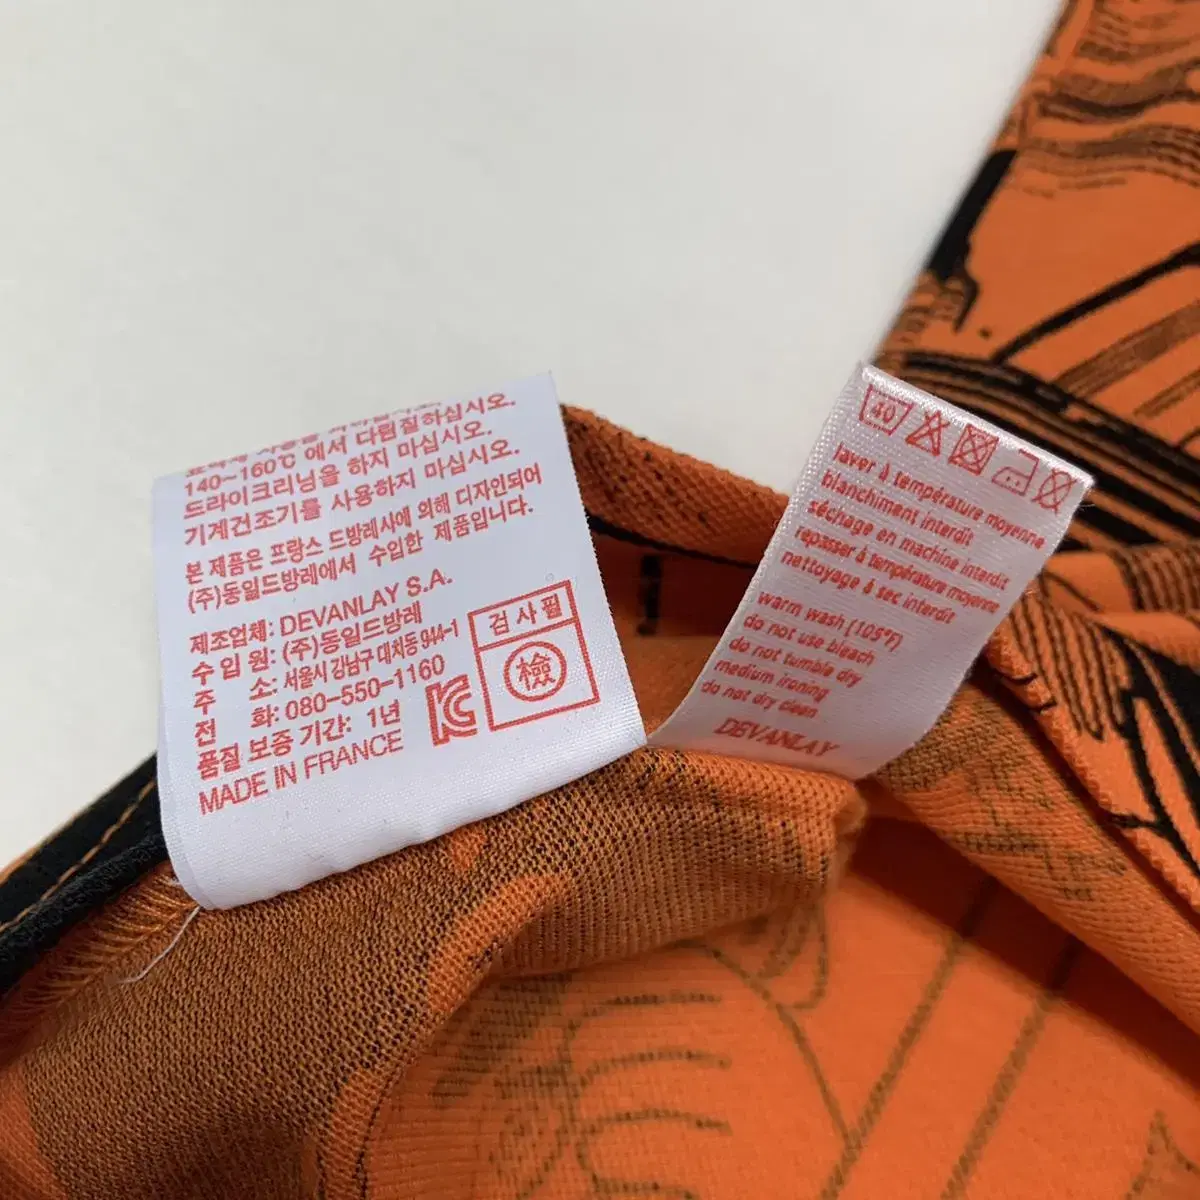 140~160℃ 에서 다림질하십시오.
드라이크리닝을 하지 마십시오.
기계건조기를 사용하지 마십시오.
본 제품은 프랑스 드방레사에 의해 디자인되어
(주)동일드방레에서 수입한 제품입니다.
제조업체: DEVANLAY S.A.
수 입 원: (주)동일드방레
주 소: 서울시 강남구 대치동 944-1
전 화: 080-550-1160
품질 보증 기간: 1년
MADE IN FRANCE
KC
검 사 필
檢
40
laver à température moyenne
blanchiment interdit
séchage en machine interdit
repasser à température moyenne
nettoyage à sec interdit
warm wash (105°F)
do not use bleach
do not tumble dry
medium ironing
do not dry clean
DEVANLAY